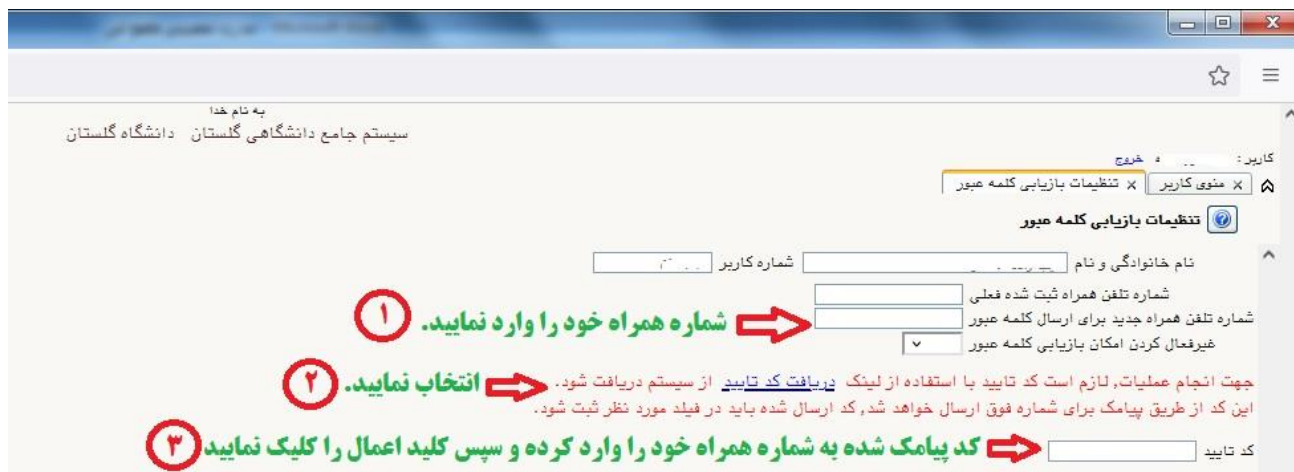 به نام خدا
سیستم جامع دانشگاهی گلستان دانشگاه گلستان
کاربر : خروج
منوی کاربر x تنظیمات بازیابی کلمه عبور x
تنظیمات بازیابی کلمه عبور
نام خانوادگی و نام شماره کاربر
شماره تلفن همراه ثبت شده فعلی
شماره تلفن همراه جدید برای ارسال کلمه عبور شماره همراه خود را وارد نمایید. ۱
غیرفعال کردن امکان بازیابی کلمه عبور
جهت انجام عملیات, لازم است کد تایید با استفاده از لینک دریافت کد تایید از سیستم دریافت شود. انتخاب نمایید. ۲
این کد از طریق پیامک برای شماره فوق ارسال خواهد شد, کد ارسال شده باید در فیلد مورد نظر ثبت شود.
کد تایید کد پیامک شده به شماره همراه خود را وارد کرده و سپس کلید اعمال را کلیک نمایید ۳